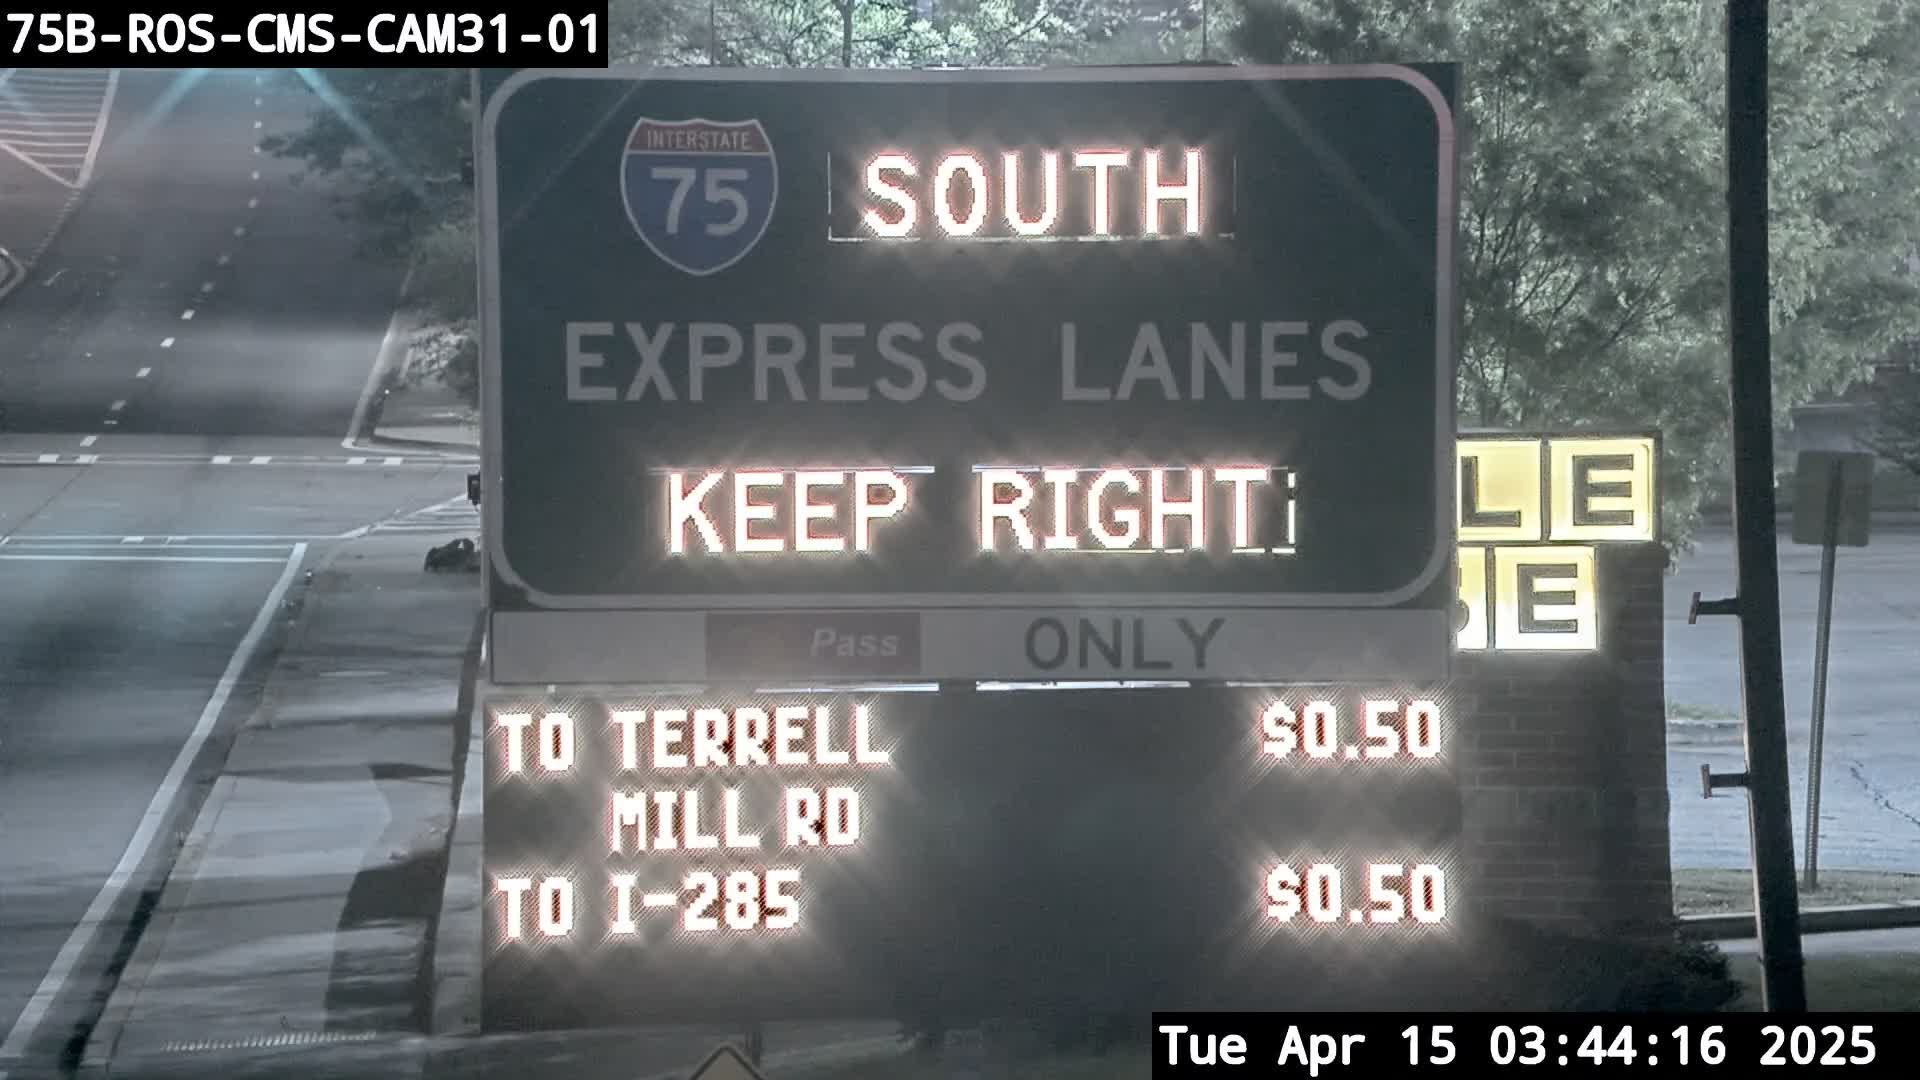 75B-ROS-CMS-CAM31-01
INTERSTATE
75
SOUTH
EXPRESS LANES
KEEP RIGHT
Pass ONLY
LE
E
TO TERRELL $0.50
MILL RD
TO I-285 $0.50
Tue Apr 15 03:44:16 2025